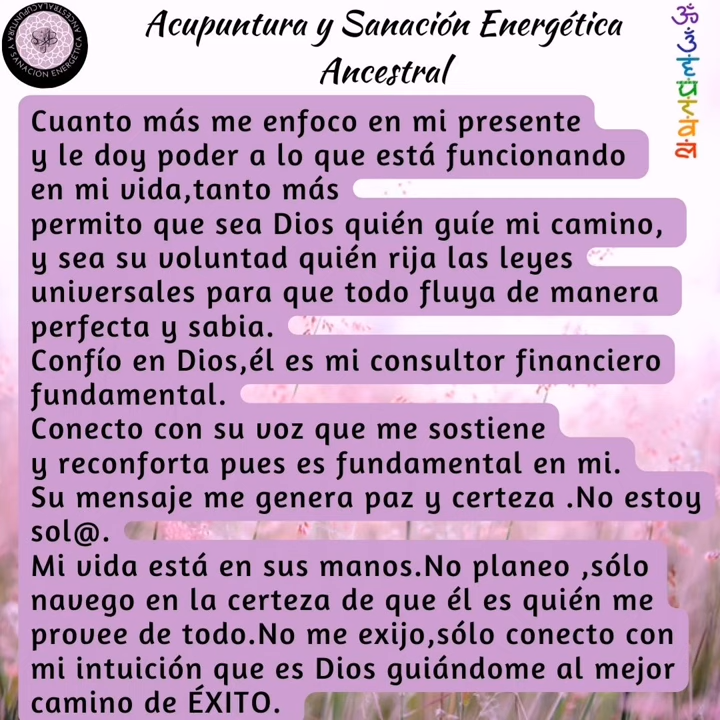 Acupuntura y Sanación Energética
Ancestral
ACUPUNTURA Y SANACIÓN ENERGÉTICA ANCESTRAL
Cuanto más me enfoco en mi presente
y le doy poder a lo que está funcionando
en mi vida,tanto más
permito que sea Dios quién guíe mi camino,
y sea su voluntad quién rija las leyes
universales para que todo fluya de manera
perfecta y sabia.
Confío en Dios,él es mi consultor financiero
fundamental.
Conecto con su voz que me sostiene
y reconforta pues es fundamental en mi.
Su mensaje me genera paz y certeza .No estoy
sol@.
Mi vida está en sus manos.No planeo ,sólo
navego en la certeza de que él es quién me
provee de todo.No me exijo,sólo conecto con
mi intuición que es Dios guiándome al mejor
camino de ÉXITO.